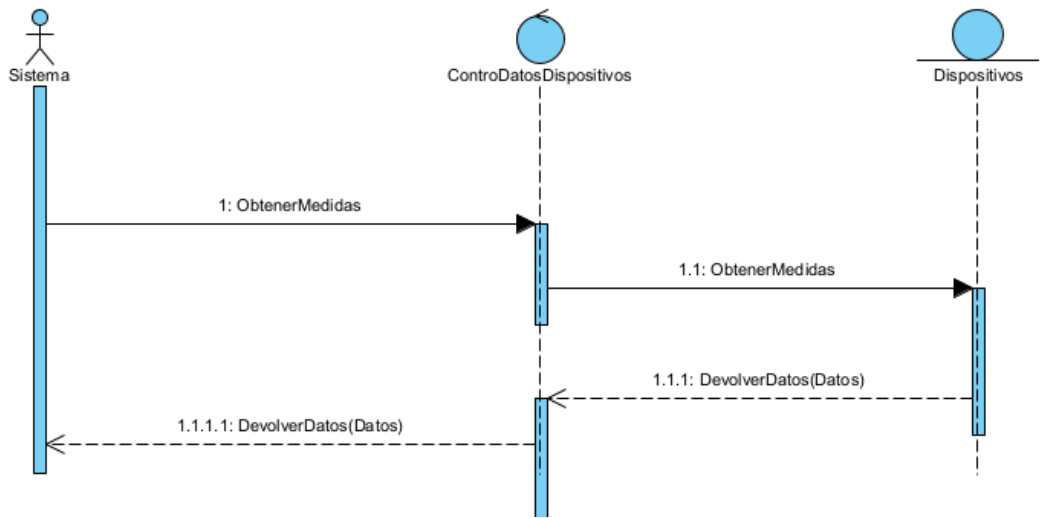 Sistema
ControDatosDispositivos
Dispositivos
1: ObtenerMedidas
1.1: ObtenerMedidas
1.1.1: DevolverDatos(Datos)
1.1.1.1: DevolverDatos(Datos)